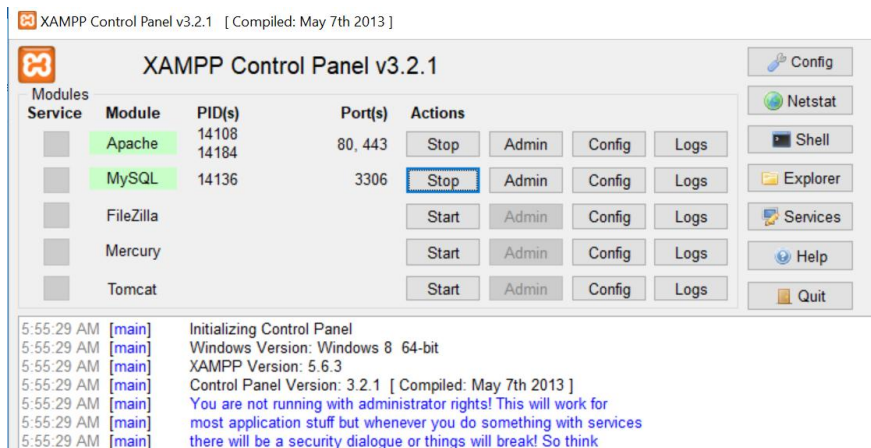 XAMPP Control Panel v3.2.1 [ Compiled: May 7th 2013 ]
XAMPP Control Panel v3.2.1
Config
Modules
Netstat
Service Module PID(s) Port(s) Actions
Apache 14108 14184 80, 443 Stop Admin Config Logs
Shell
MySQL 14136 3306 Stop Admin Config Logs
Explorer
FileZilla Start Admin Config Logs
Services
Mercury Start Admin Config Logs
Help
Tomcat Start Admin Config Logs
Quit
5:55:29 AM [main] Initializing Control Panel
5:55:29 AM [main] Windows Version: Windows 8 64-bit
5:55:29 AM [main] XAMPP Version: 5.6.3
5:55:29 AM [main] Control Panel Version: 3.2.1 [ Compiled: May 7th 2013 ]
5:55:29 AM [main] You are not running with administrator rights! This will work for
5:55:29 AM [main] most application stuff but whenever you do something with services
5:55:29 AM [main] there will be a security dialogue or things will break! So think